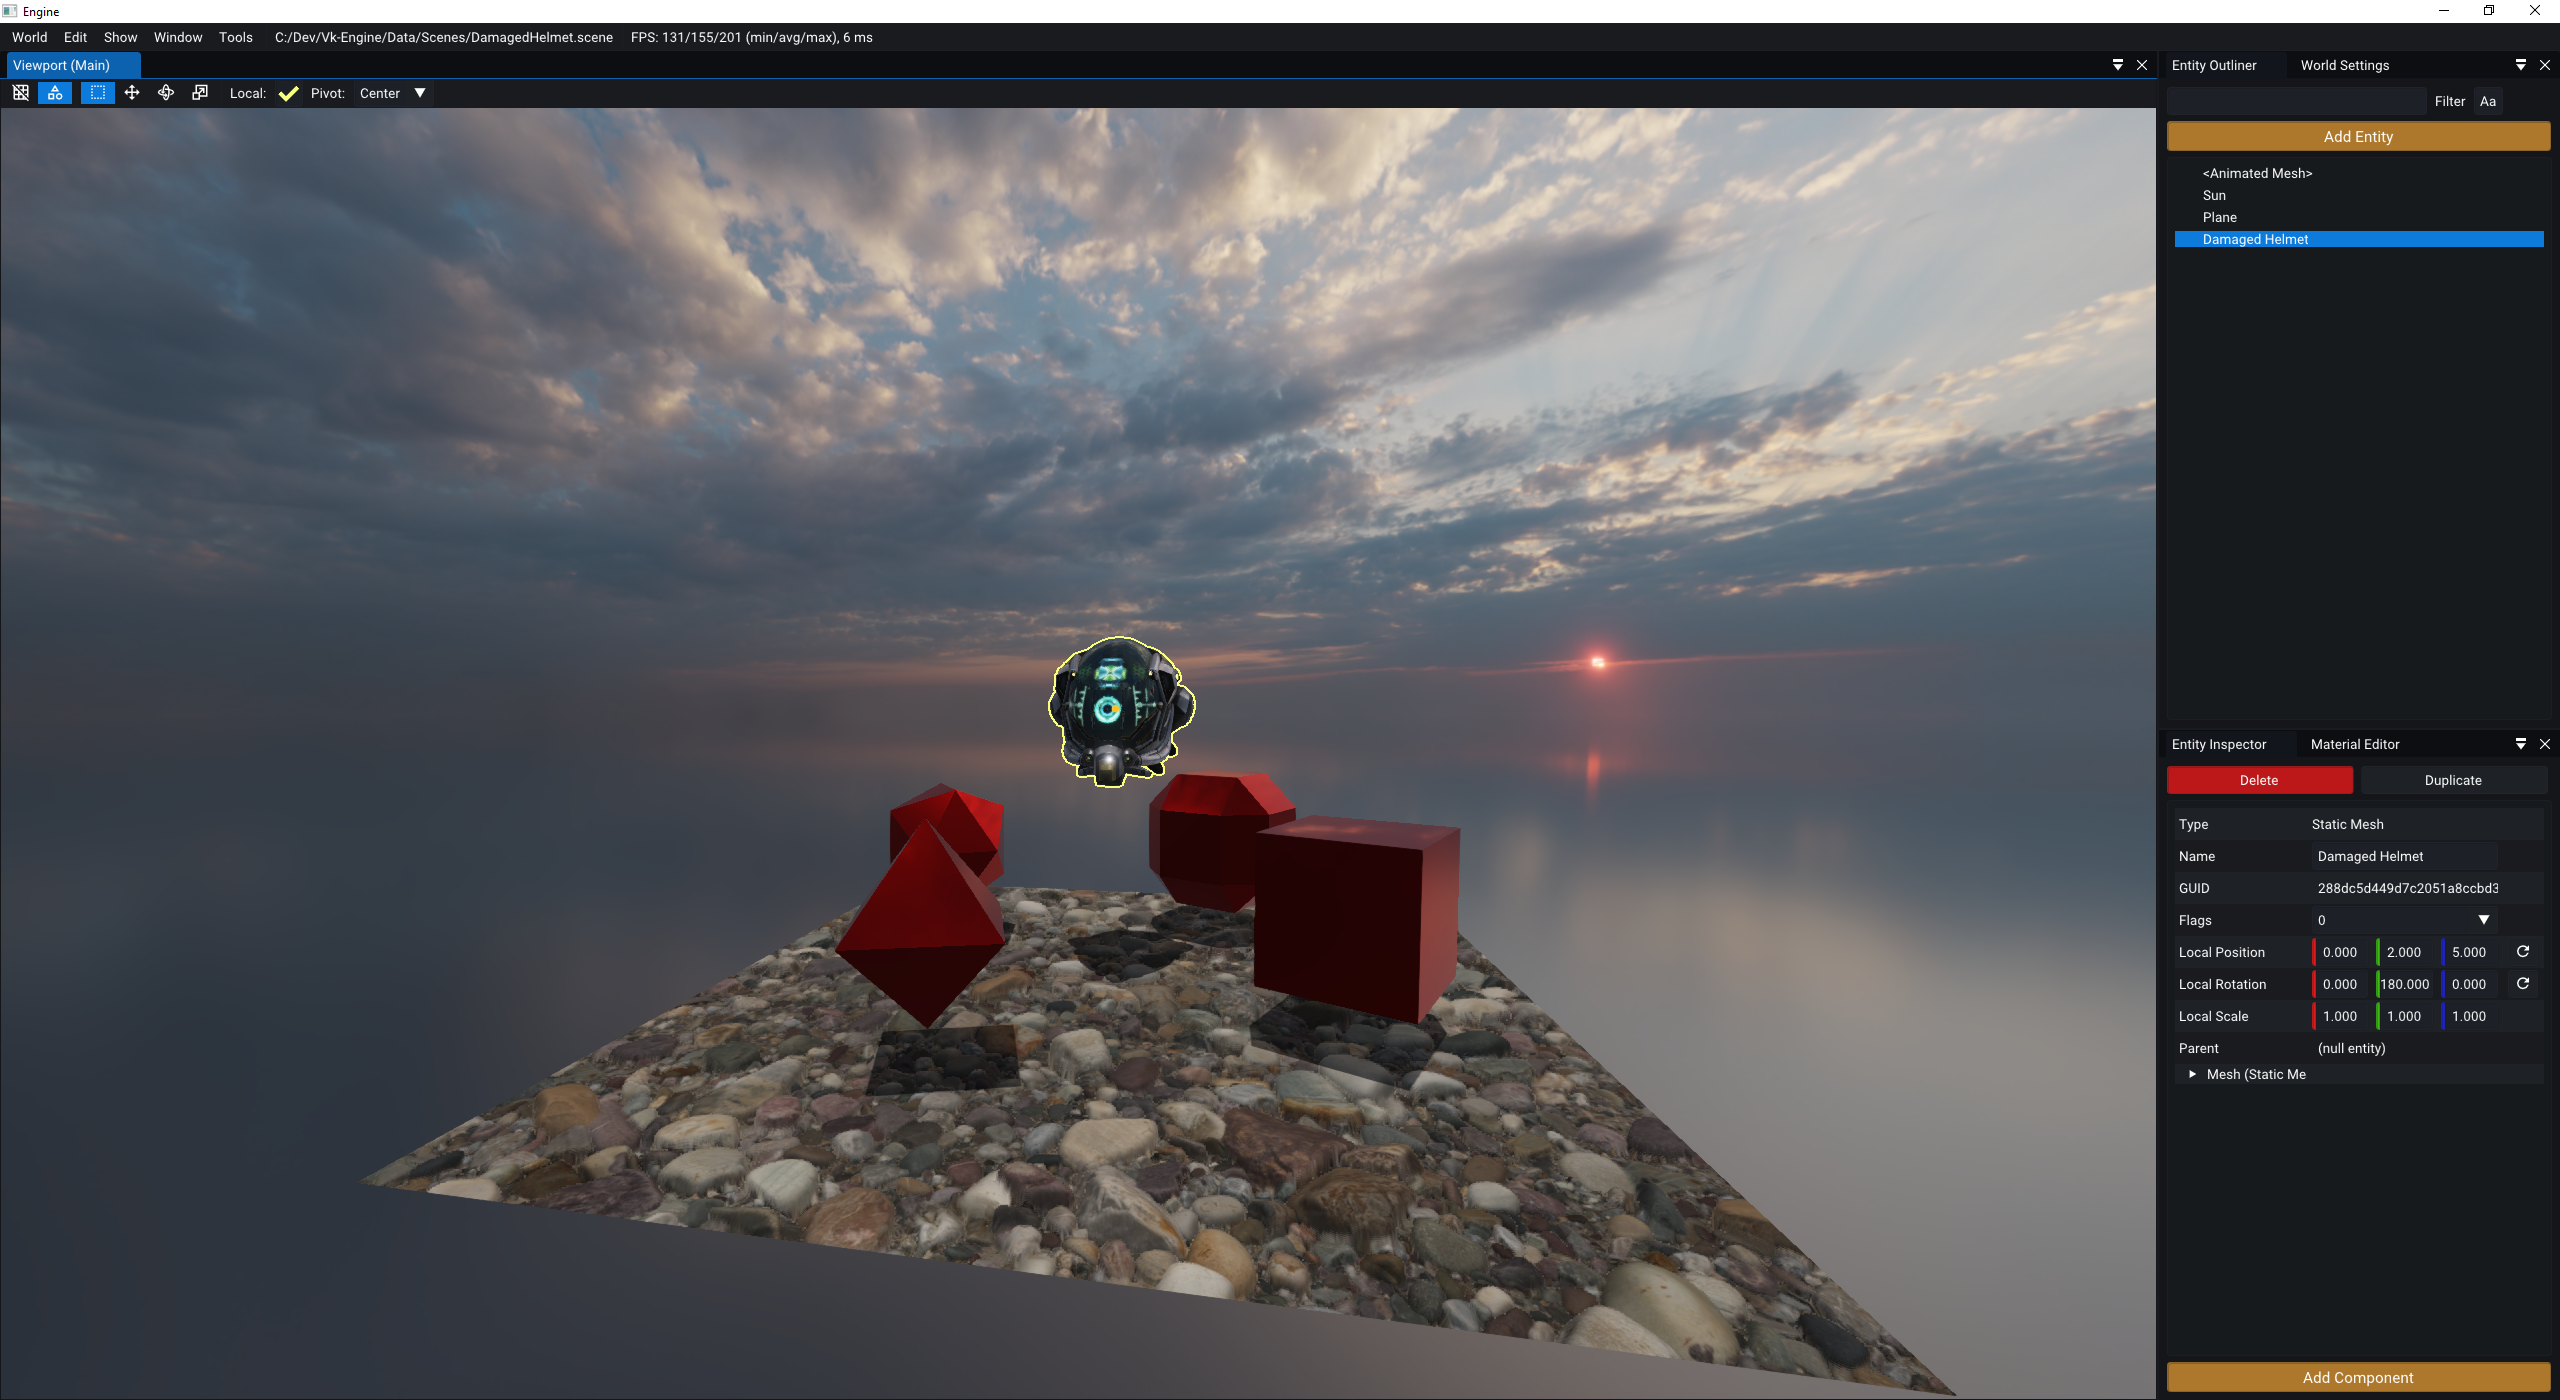 Engine
World Edit Show Window Tools C:/Dev/Vk-Engine/Data/Scenes/DamagedHelmet.scene FPS: 131/155/201 (min/avg/max), 6 ms
Viewport (Main)
Local: Pivot: Center
Entity Outliner World Settings
Filter Aa
Add Entity
<Animated Mesh>
Sun
Plane
Damaged Helmet
Entity Inspector Material Editor
Delete Duplicate
Type Static Mesh
Name Damaged Helmet
GUID 288dc5d449d7c2051a8ccbd3
Flags 0
Local Position 0.000 2.000 5.000
Local Rotation 0.000 180.000 0.000
Local Scale 1.000 1.000 1.000
Parent (null entity)
Mesh (Static Me
Add Component